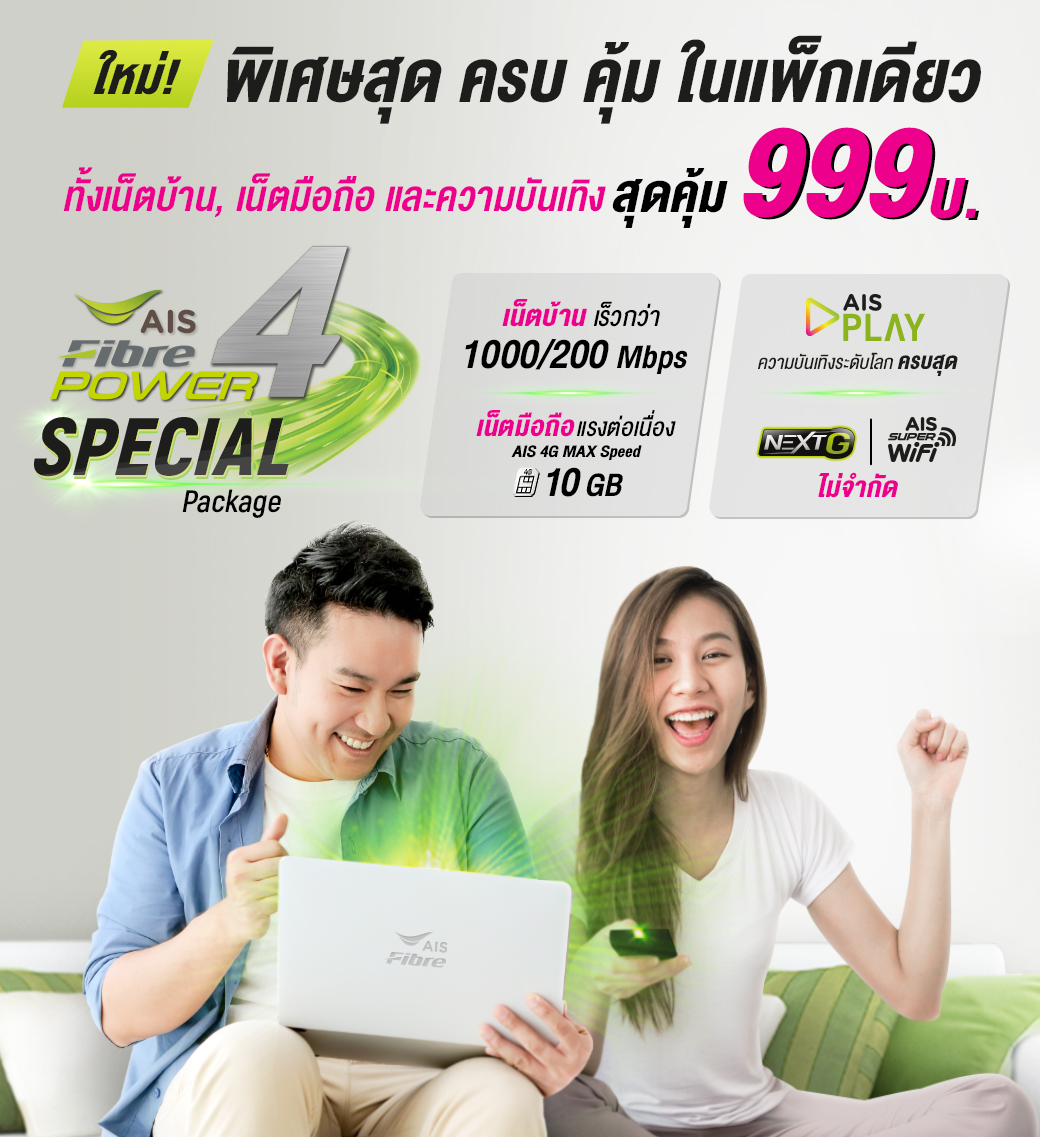 ใหม่! พิเศษสุด ครบ คุ้ม ในแพ็กเดียว
ทั้งเน็ตบ้าน, เน็ตมือถือ และความบันเทิง สุดคุ้ม 999บ.
AIS
Fibre
POWER4
SPECIAL
Package
เน็ตบ้าน เร็วกว่า
1000/200 Mbps
เน็ตมือถือ แรงต่อเนื่อง
AIS 4G MAX Speed
4G
10 GB
AIS
PLAY
ความบันเทิงระดับโลก ครบสุด
NEXTG
AIS
SUPER
WiFi
ไม่จำกัด
AIS
Fibre